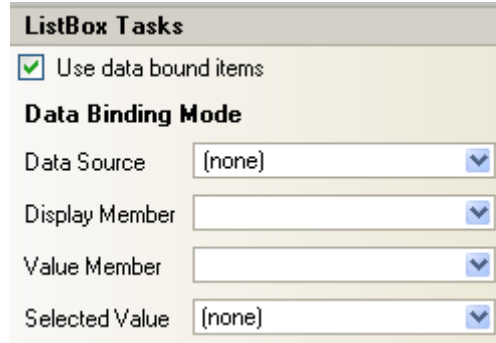 ListBox Tasks
Use data bound items
Data Binding Mode
Data Source (none)
Display Member
Value Member
Selected Value (none)